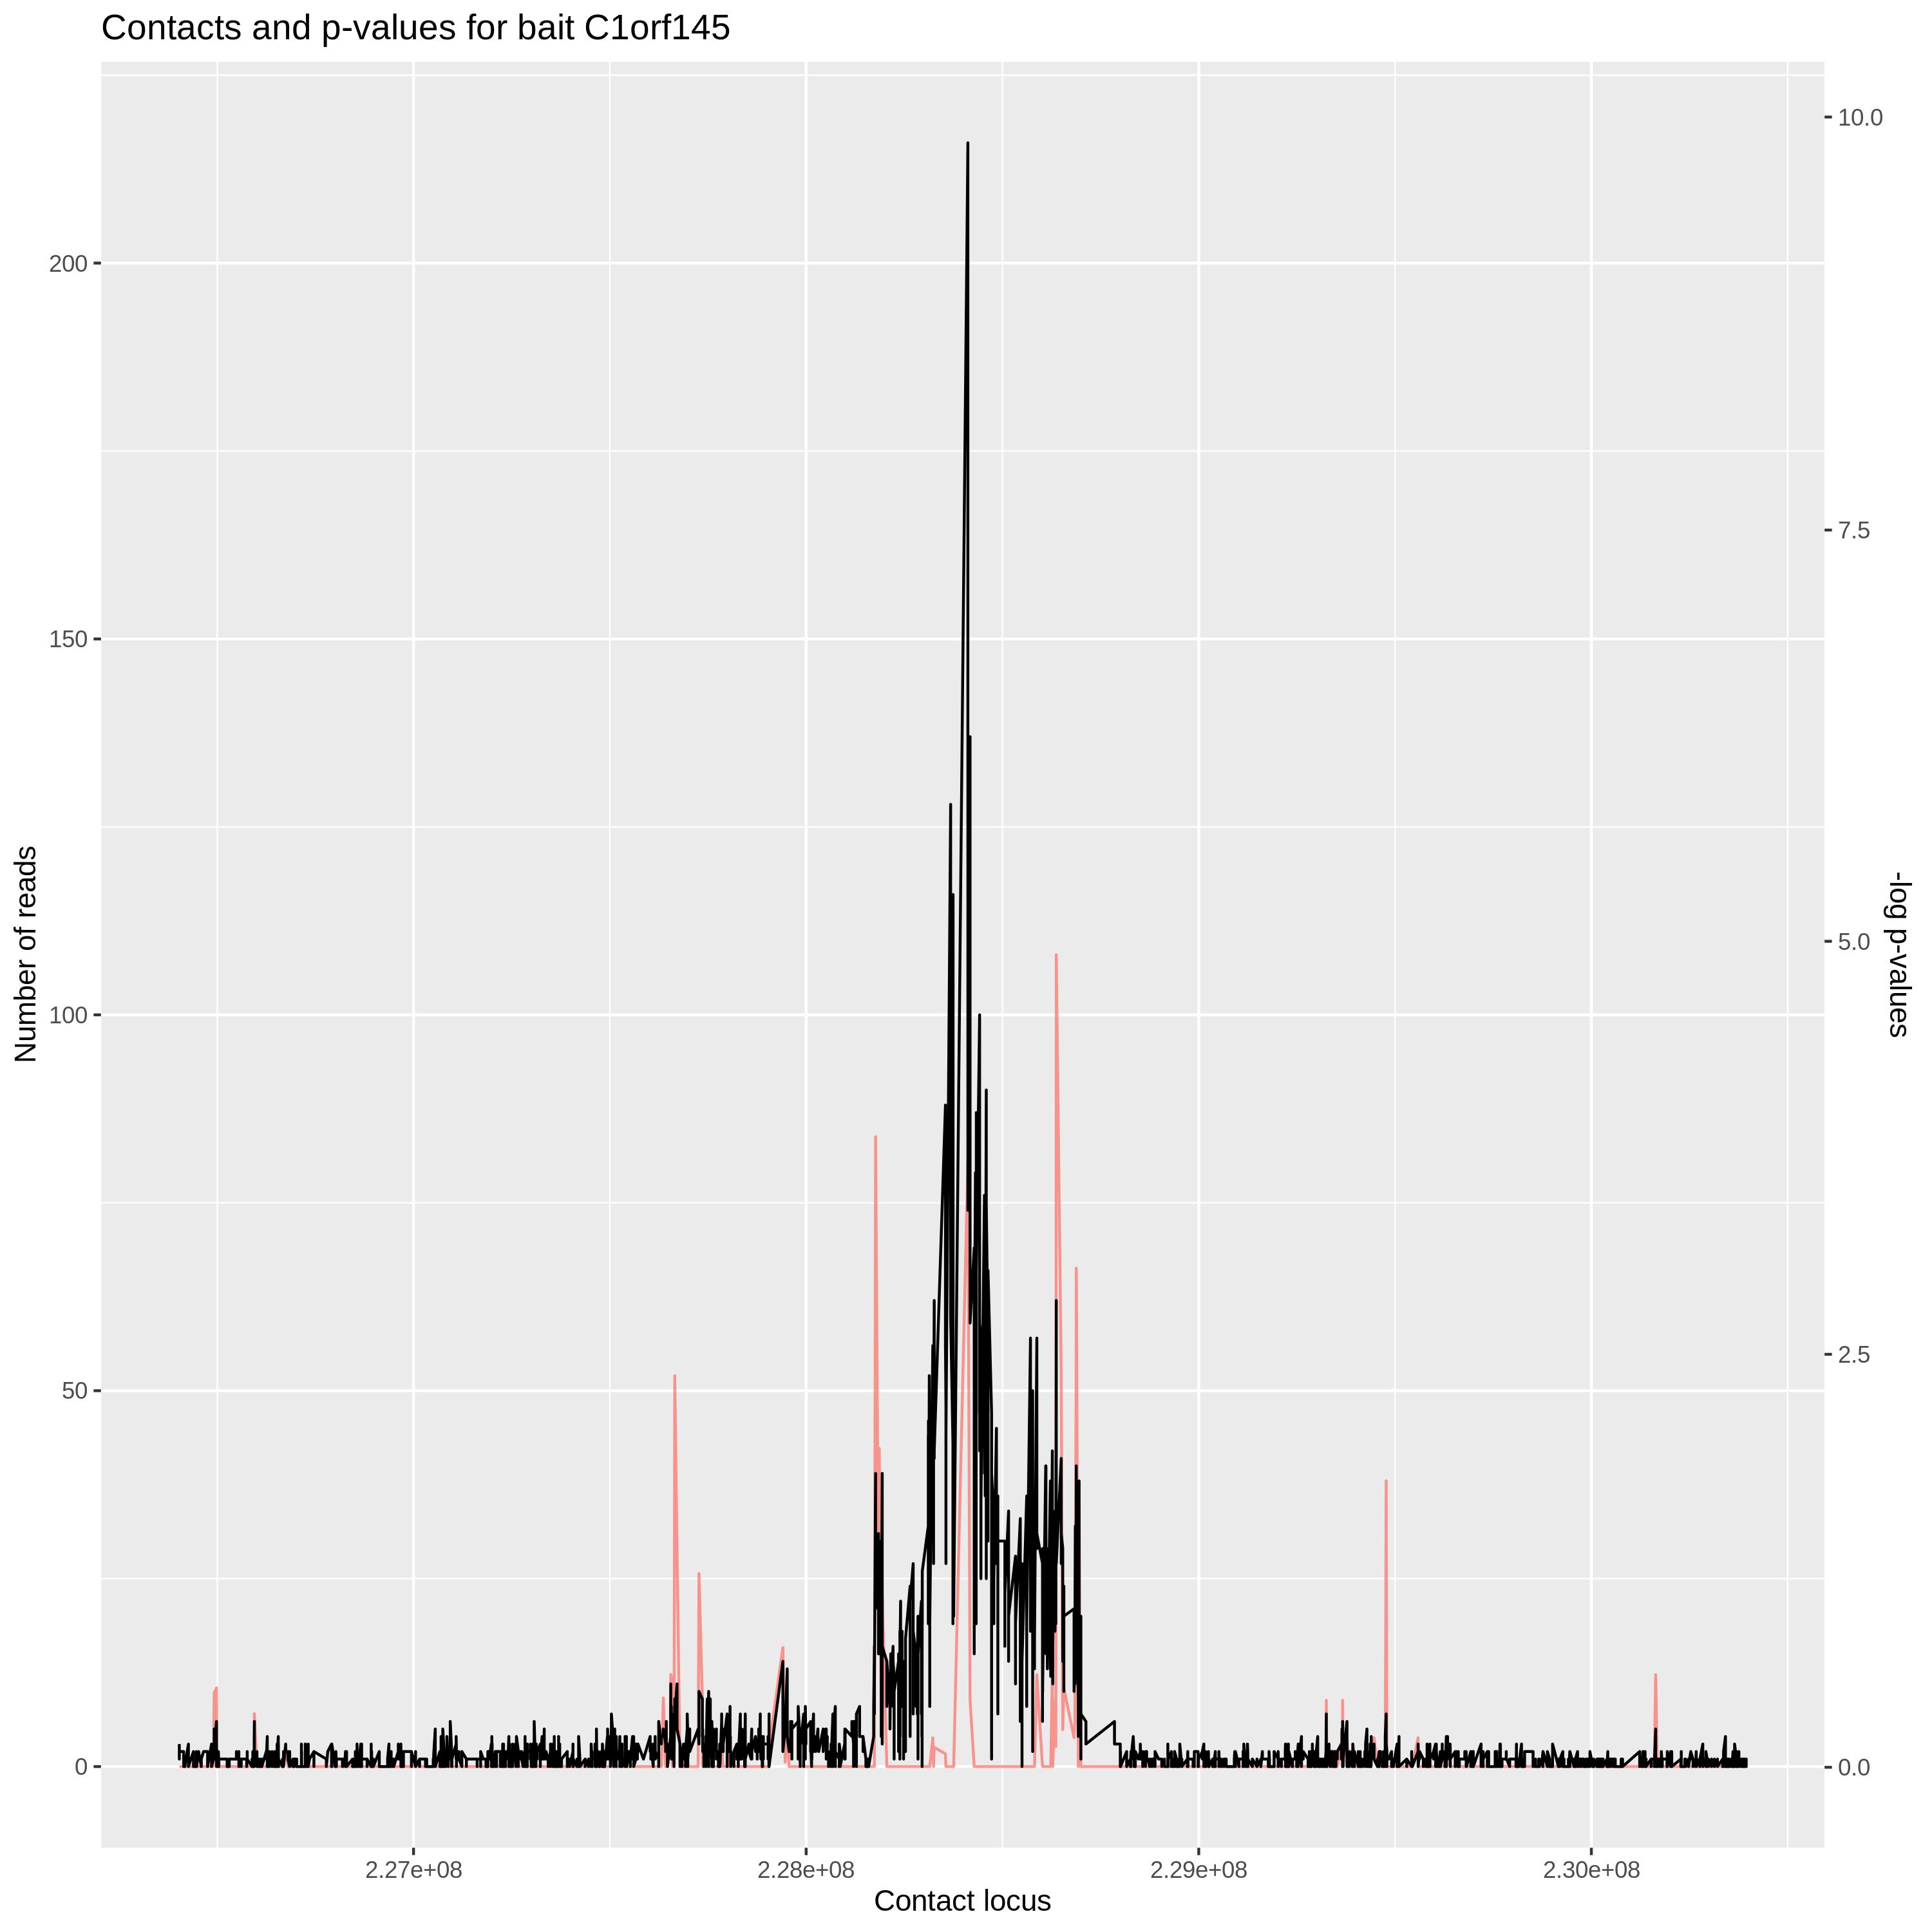 Contacts and p-values for bait C1orf145
200
150
100
50
0
Number of reads
10.0
7.5
5.0
2.5
0.0
-log p-values
2.27e+08
2.28e+08
2.29e+08
2.30e+08
Contact locus